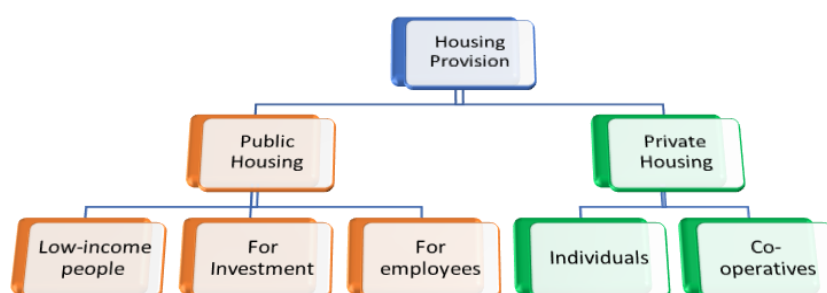 Housing
Provision
Public
Housing
Private
Housing
Low-income
people
For
Investment
For
employees
Individuals
Co-
operatives